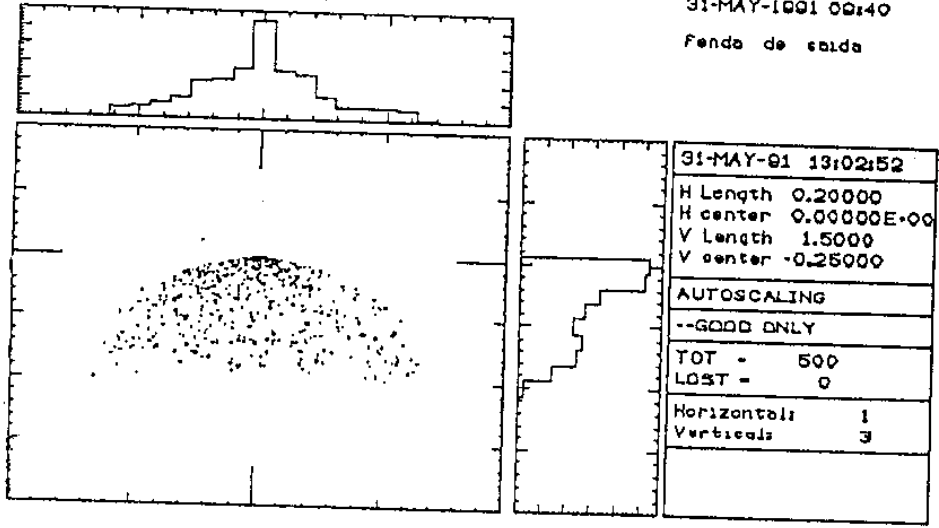 31-MAY-1991 09:40
Fenda de saida
31-MAY-91 13:02:52
H Length 0.20000
H center 0.00000E+00
V Length 1.5000
V center -0.25000
AUTOSCALING
--GOOD ONLY
TOT = 500
LOST = 0
Horizontal: 1
Vertical: 3